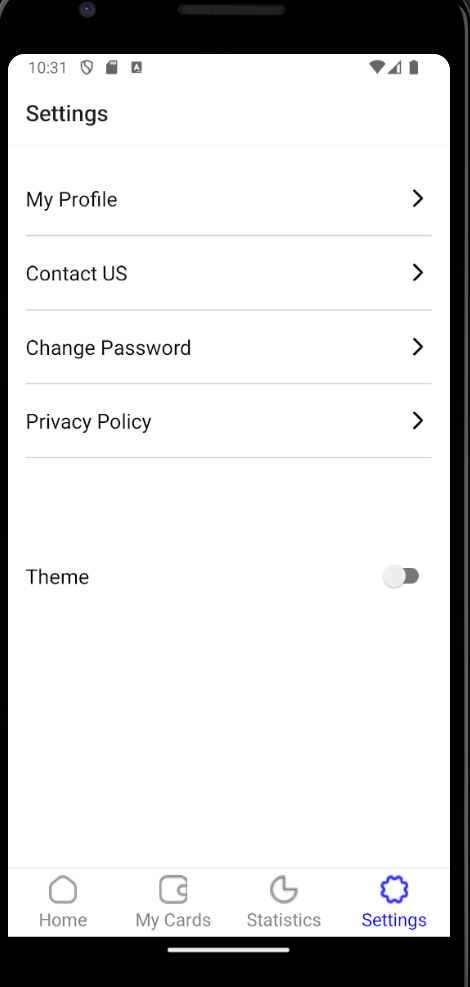 10:31
Settings
My Profile
Contact US
Change Password
Privacy Policy
Theme
Home My Cards Statistics Settings